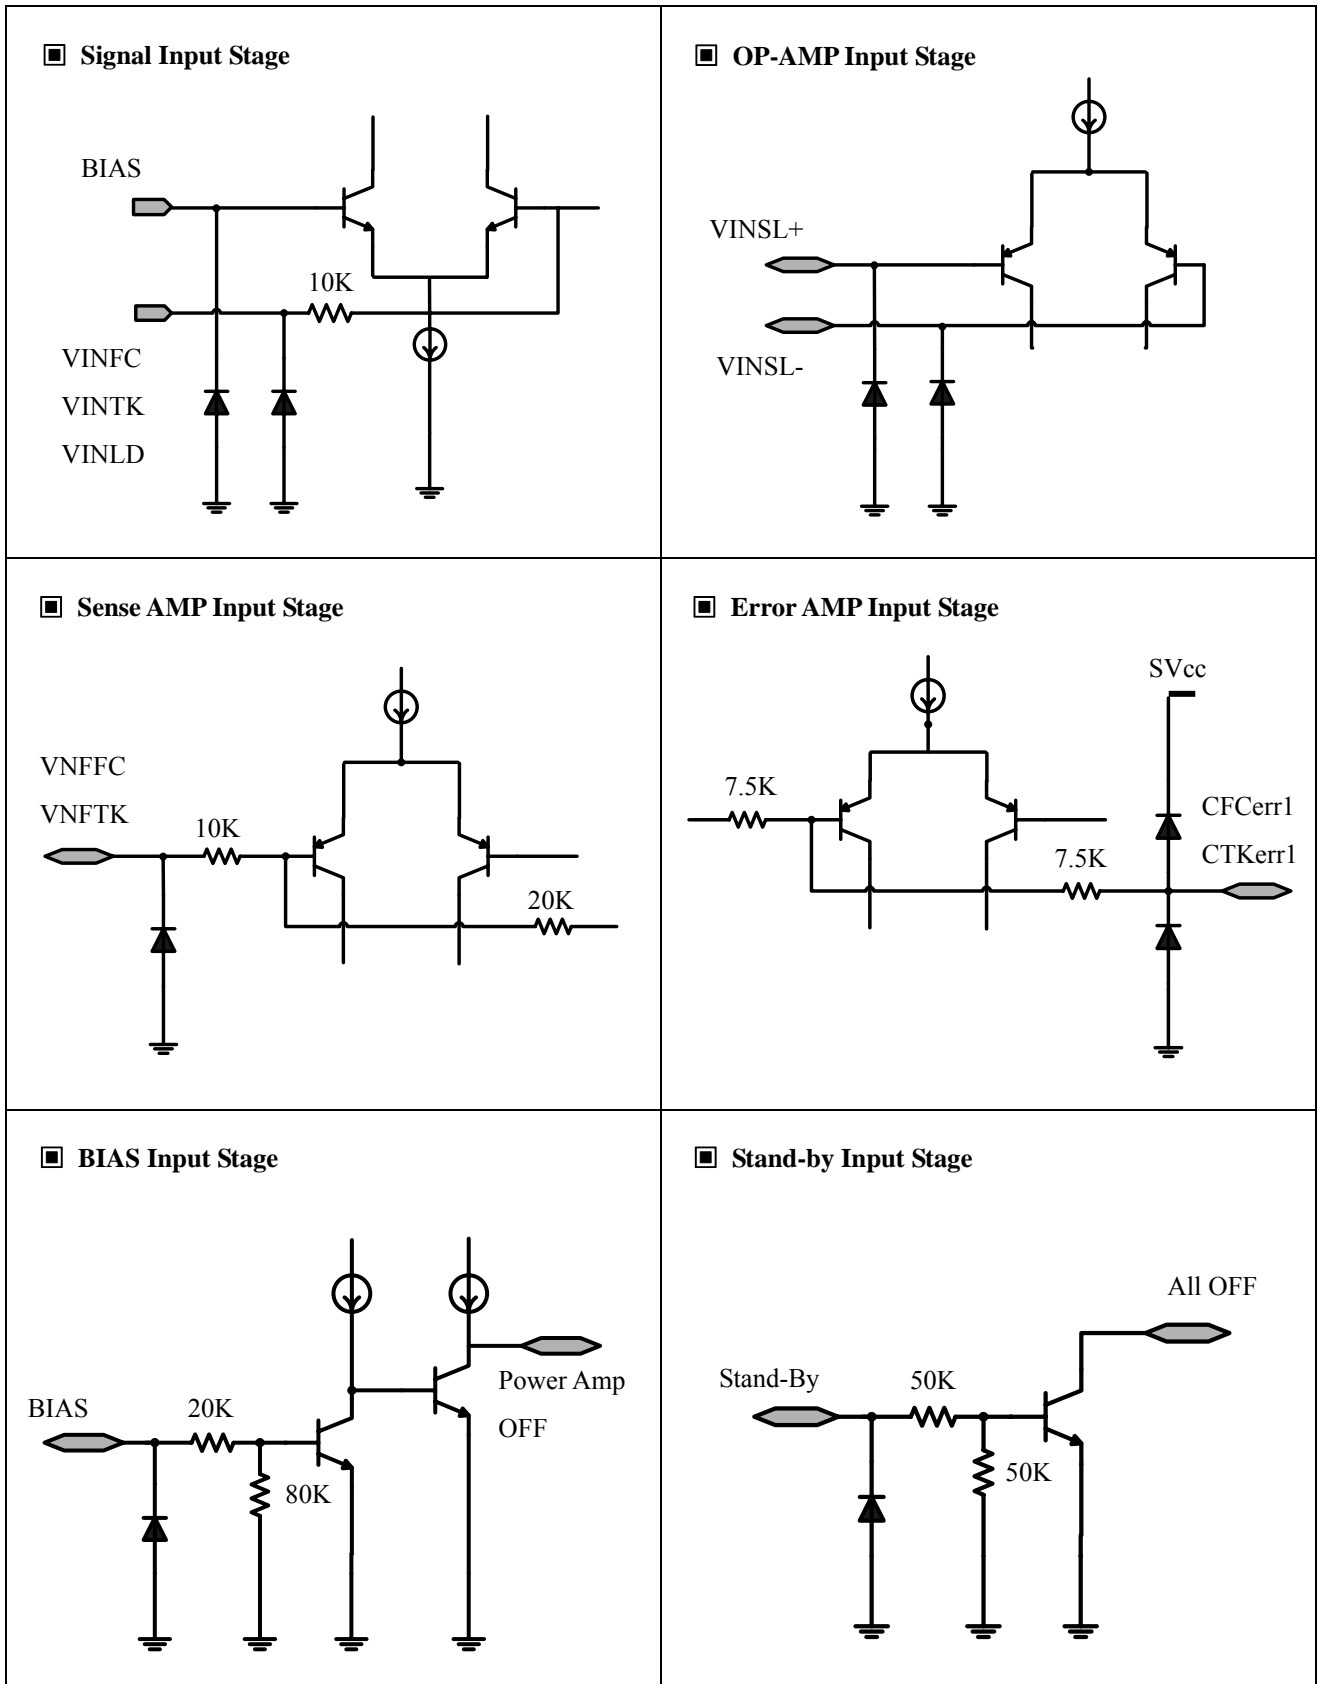 Signal Input Stage
BIAS
10K
VINFC
VINTK
VINLD
OP-AMP Input Stage
VINSL+
VINSL-
Sense AMP Input Stage
VNFFC
VNFTK
10K
20K
Error AMP Input Stage
SVcc
7.5K
CFCerr1
7.5K
CTKerr1
BIAS Input Stage
Power Amp
BIAS
20K
OFF
80K
Stand-by Input Stage
All OFF
Stand-By
50K
50K